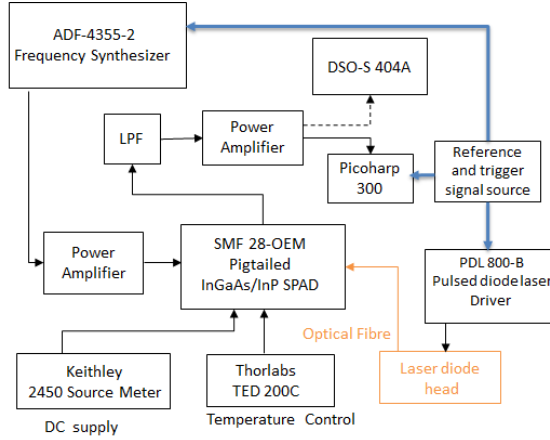 ADF-4355-2
Frequency Synthesizer
DSO-S 404A
LPF
Power
Amplifier
Picoharp
300
Reference
and trigger
signal source
Power
Amplifier
SMF 28-OEM
Pigtailed
InGaAs/InP SPAD
PDL 800-B
Pulsed diode laser
Driver
Optical Fibre
Keithley
2450 Source Meter
Thorlabs
TED 200C
Laser diode
head
DC supply
Temperature Control